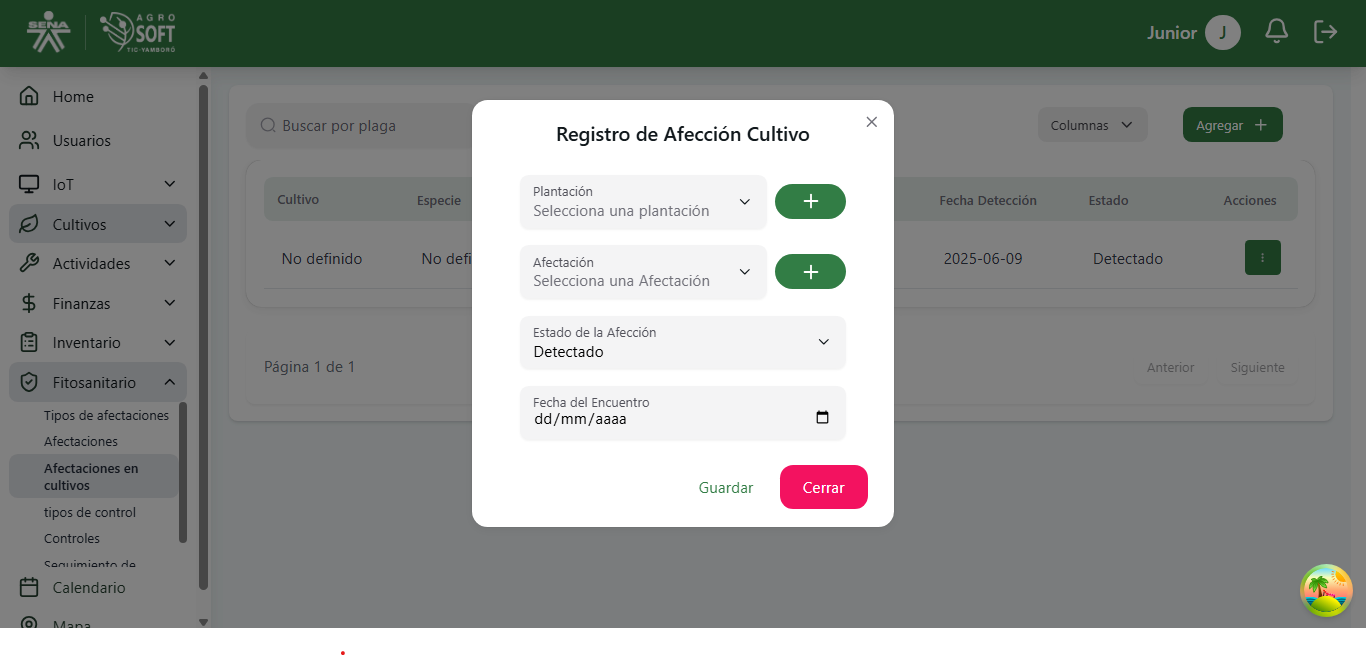 SENA
AGRO
SOFT
TIC-YAMBORÓ
Junior
J
Home
Usuarios
IoT
Cultivos
Actividades
Finanzas
Inventario
Fitosanitario
Tipos de afectaciones
Afectaciones
Afectaciones en
cultivos
tipos de control
Controles
Seguimiento de
Calendario
Mapa
Buscar por plaga
Columnas
Agregar
Cultivo
Especie
Fecha Detección
Estado
Acciones
No definido
No defi
2025-06-09
Detectado
Página 1 de 1
Anterior
Siguiente
Registro de Afección Cultivo
Plantación
Selecciona una plantación
Afectación
Selecciona una Afectación
Estado de la Afección
Detectado
Fecha del Encuentro
dd/mm/aaaa
Guardar
Cerrar